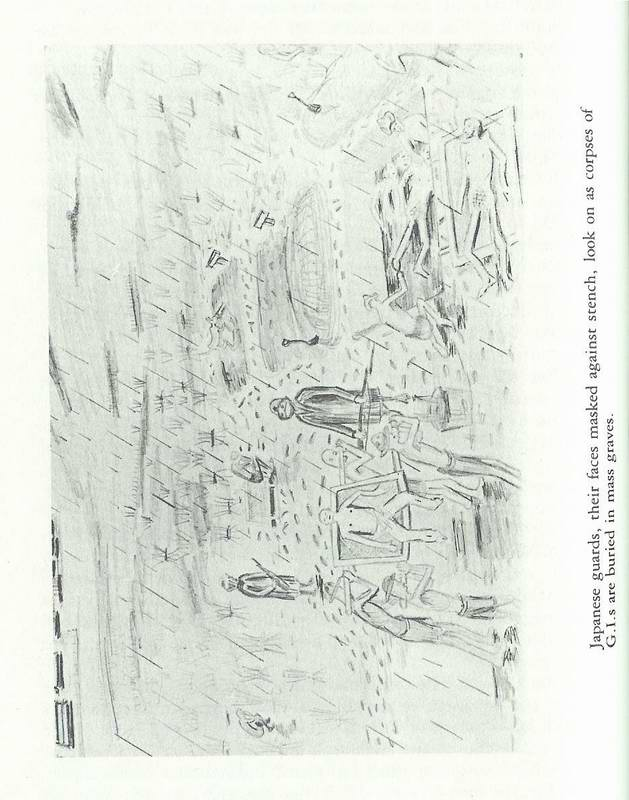 Japanese guards, their faces masked against stench, look on as corpses of
G.I.s are buried in mass graves.